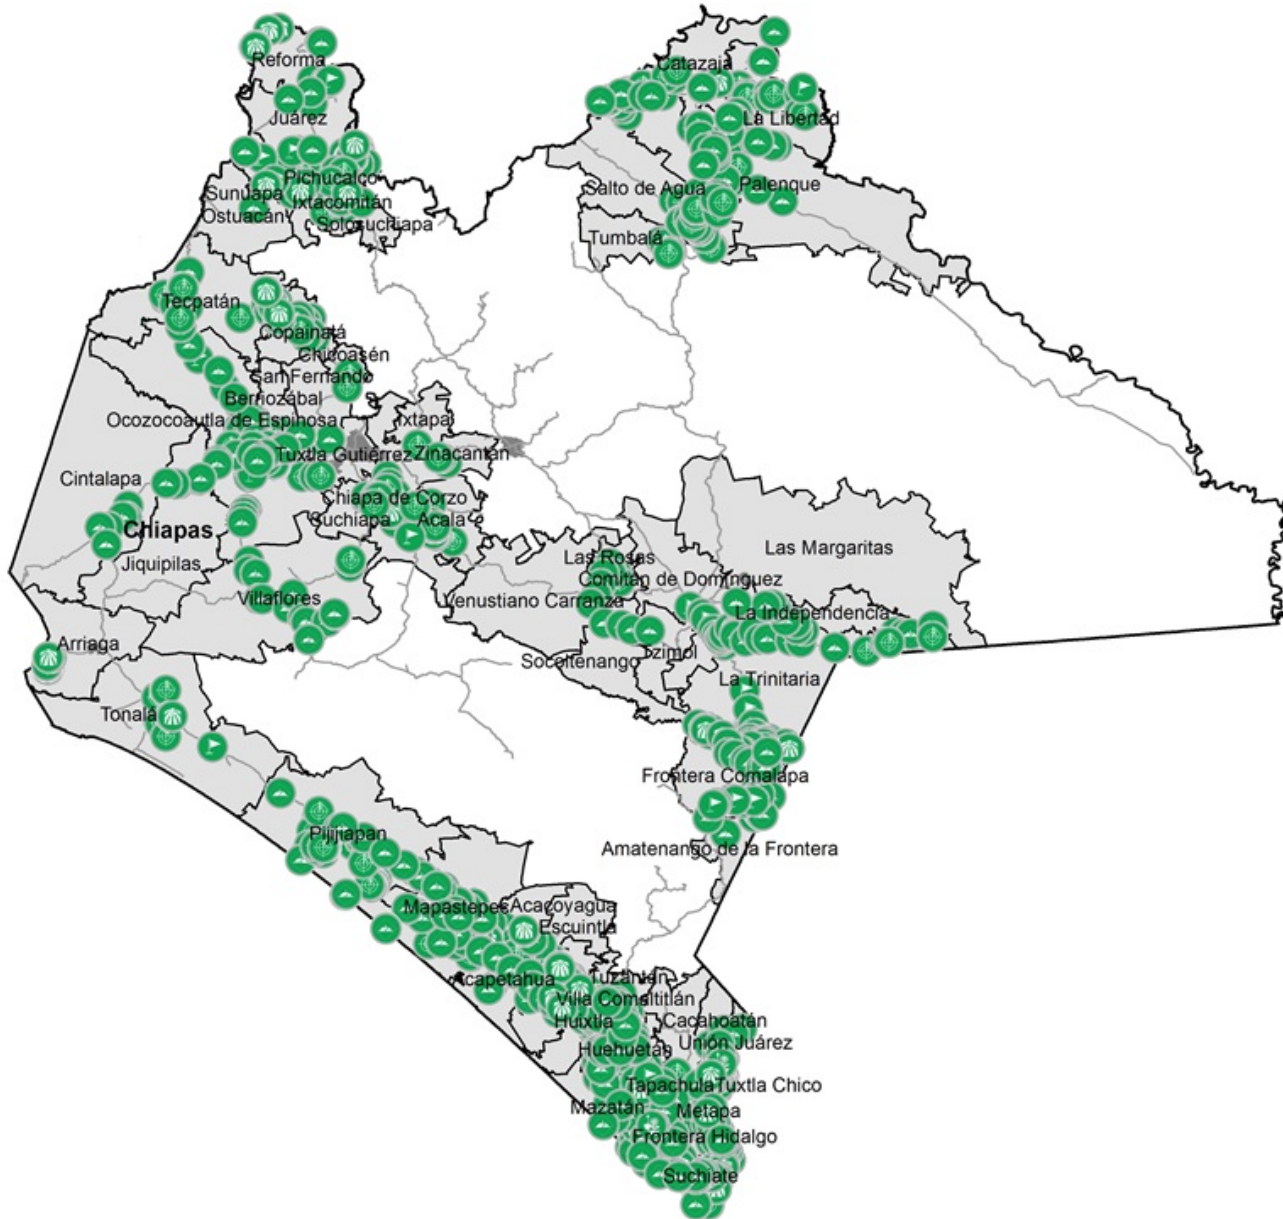 Reforma
Catazaja
Juárez
La Libertad
Pichucalco
Sunuapa
Ixtacomitán
Ostuacán
Solosuchiapa
Salto de Agua
Palenque
Tumbalá
Tecpatán
Copainatá
Chicoasén
San Fernando
Berriozábal
Ocozocoautla de Espinosa
Ixtapa
Tuxtla Gutiérrez
Zinacantán
Cintalapa
Chiapa de Corzo
Suchiapa
Acala
Chiapas
Jiquipilas
Las Rosas
Las Margaritas
Comitán de Domínguez
Villaflores
Venustiano Carranza
La Independencia
Arriaga
Socoltenango
Tzimol
La Trinitaria
Tonalá
Frontera Comalapa
Pijijiapan
Amatenango de la Frontera
Mapastepec
Acacoyagua
Escuintla
Acapetahua
Tuzantán
Villa Comaltitlán
Huixtla
Cacahoatán
Unión Juárez
Huehuetán
Tapachula
Tuxtla Chico
Mazatán
Metapa
Frontera Hidalgo
Suchiate